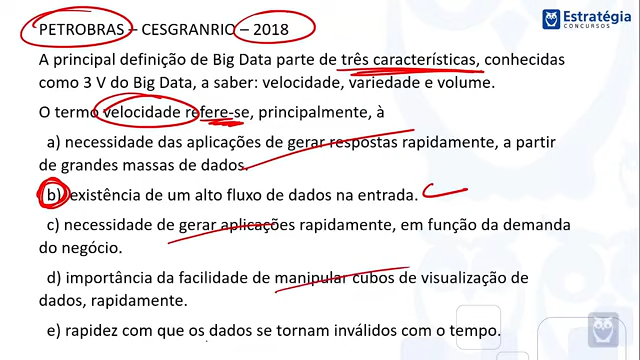 PETROBRAS – CESGRANRIO – 2018
Estratégia
CONCURSOS
A principal definição de Big Data parte de três características, conhecidas
como 3 V do Big Data, a saber: velocidade, variedade e volume.
O termo velocidade refere-se, principalmente, à
a) necessidade das aplicações de gerar respostas rapidamente, a partir
de grandes massas de dados.
b) existência de um alto fluxo de dados na entrada.
c) necessidade de gerar aplicações rapidamente, em função da demanda
do negócio.
d) importância da facilidade de manipular cubos de visualização de
dados, rapidamente.
e) rapidez com que os dados se tornam inválidos com o tempo.